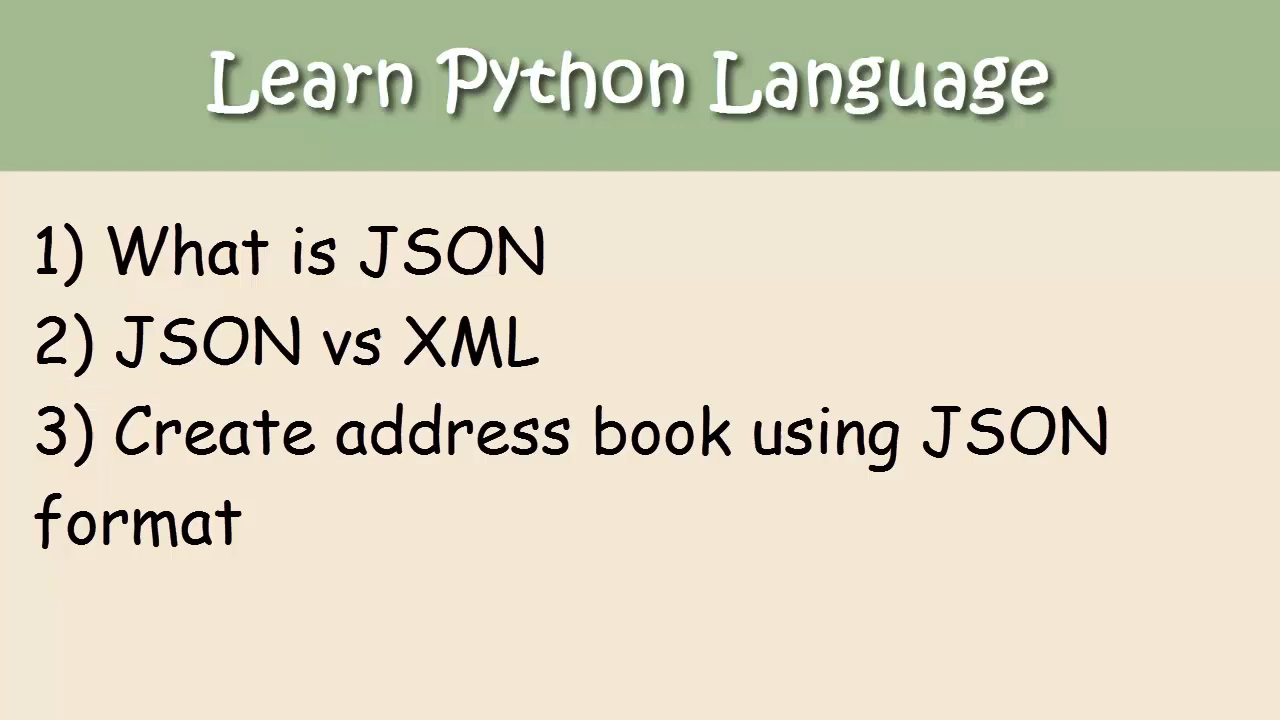 Learn Python Language
1) What is JSON
2) JSON vs XML
3) Create address book using JSON
format